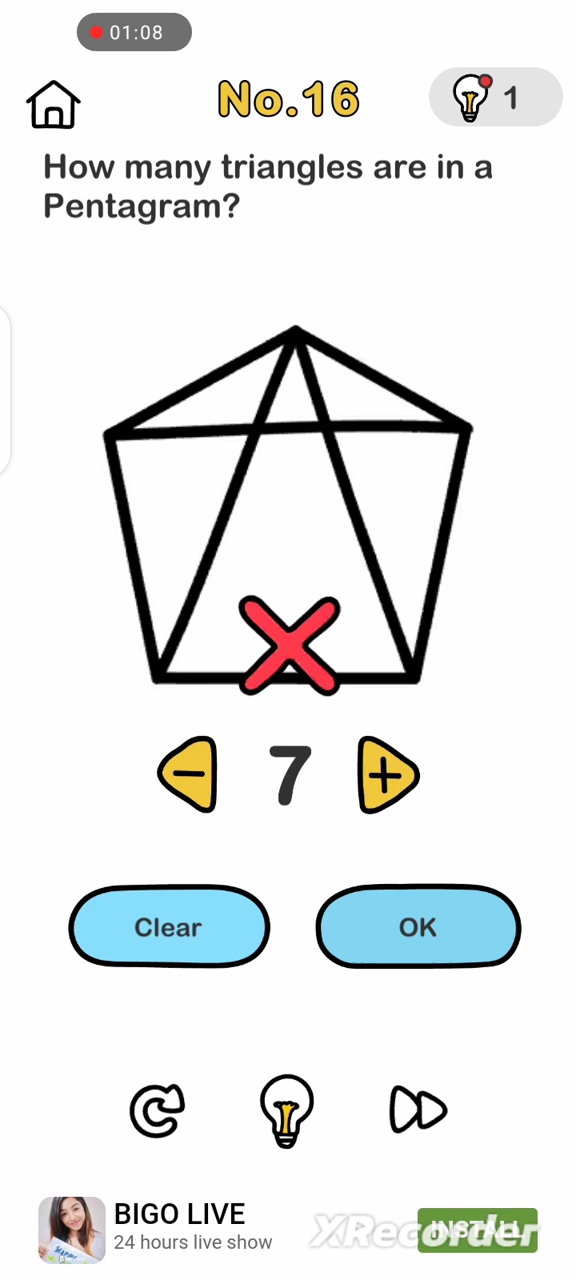 01:08
No.16
1
How many triangles are in a
Pentagram?
7
Clear
OK
BIGO LIVE
24 hours live show
INSTALL
XRecorder